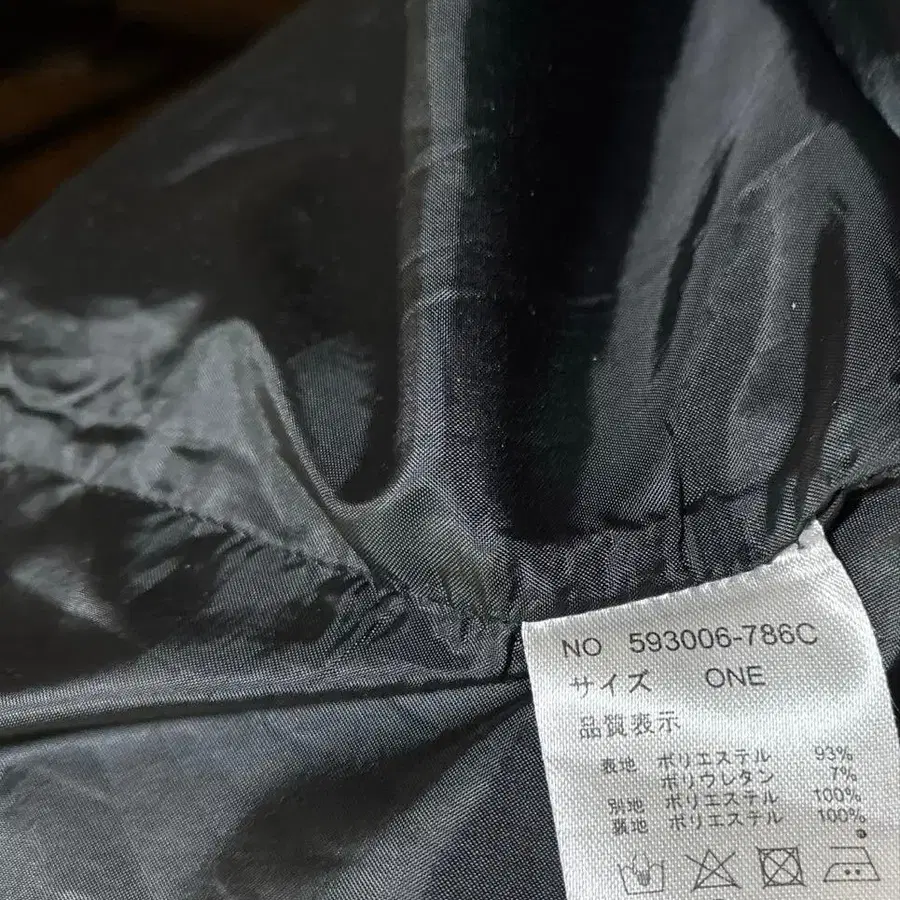 NO 593006-786C
サイズ ONE
品質表示
表地 ポリエステル 93%
ポリウレタン 7%
別地 ポリエステル 100%
裏地 ポリエステル 100%